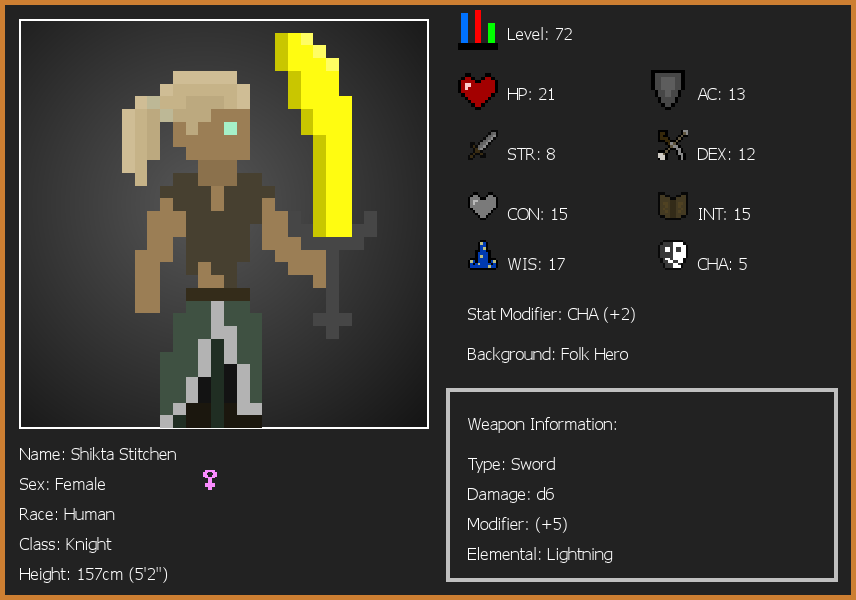 Level: 72
HP: 21
AC: 13
STR: 8
DEX: 12
CON: 15
INT: 15
WIS: 17
CHA: 5
Stat Modifier: CHA (+2)
Background: Folk Hero
Weapon Information:
Type: Sword
Damage: d6
Modifier: (+5)
Elemental: Lightning
Name: Shikta Stitchen
Sex: Female
Race: Human
Class: Knight
Height: 157cm (5'2")